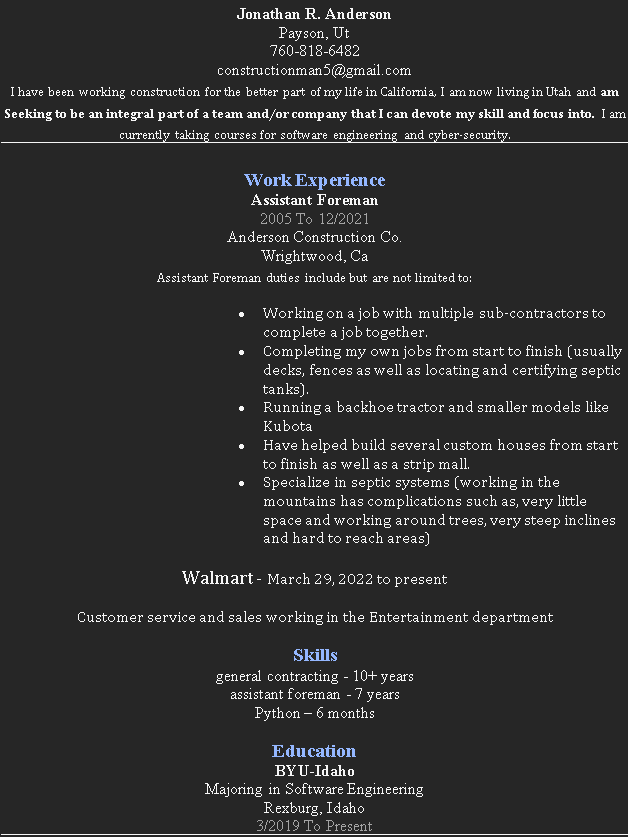 Jonathan R. Anderson
Payson, Ut
760-818-6482
constructionman5@gmail.com
I have been working construction for the better part of my life in California, I am now living in Utah and am
Seeking to be an integral part of a team and/or company that I can devote my skill and focus into. I am
currently taking courses for software engineering and cyber-security.
Work Experience
Assistant Foreman
2005 To 12/2021
Anderson Construction Co.
Wrightwood, Ca
Assistant Foreman duties include but are not limited to:
• Working on a job with multiple sub-contractors to
complete a job together.
• Completing my own jobs from start to finish (usually
decks, fences as well as locating and certifying septic
tanks).
• Running a backhoe tractor and smaller models like
Kubota
• Have helped build several custom houses from start
to finish as well as a strip mall.
• Specialize in septic systems (working in the
mountains has complications such as, very little
space and working around trees, very steep inclines
and hard to reach areas)
Walmart - March 29, 2022 to present
Customer service and sales working in the Entertainment department
Skills
general contracting - 10+ years
assistant foreman - 7 years
Python – 6 months
Education
BYU-Idaho
Majoring in Software Engineering
Rexburg, Idaho
3/2019 To Present